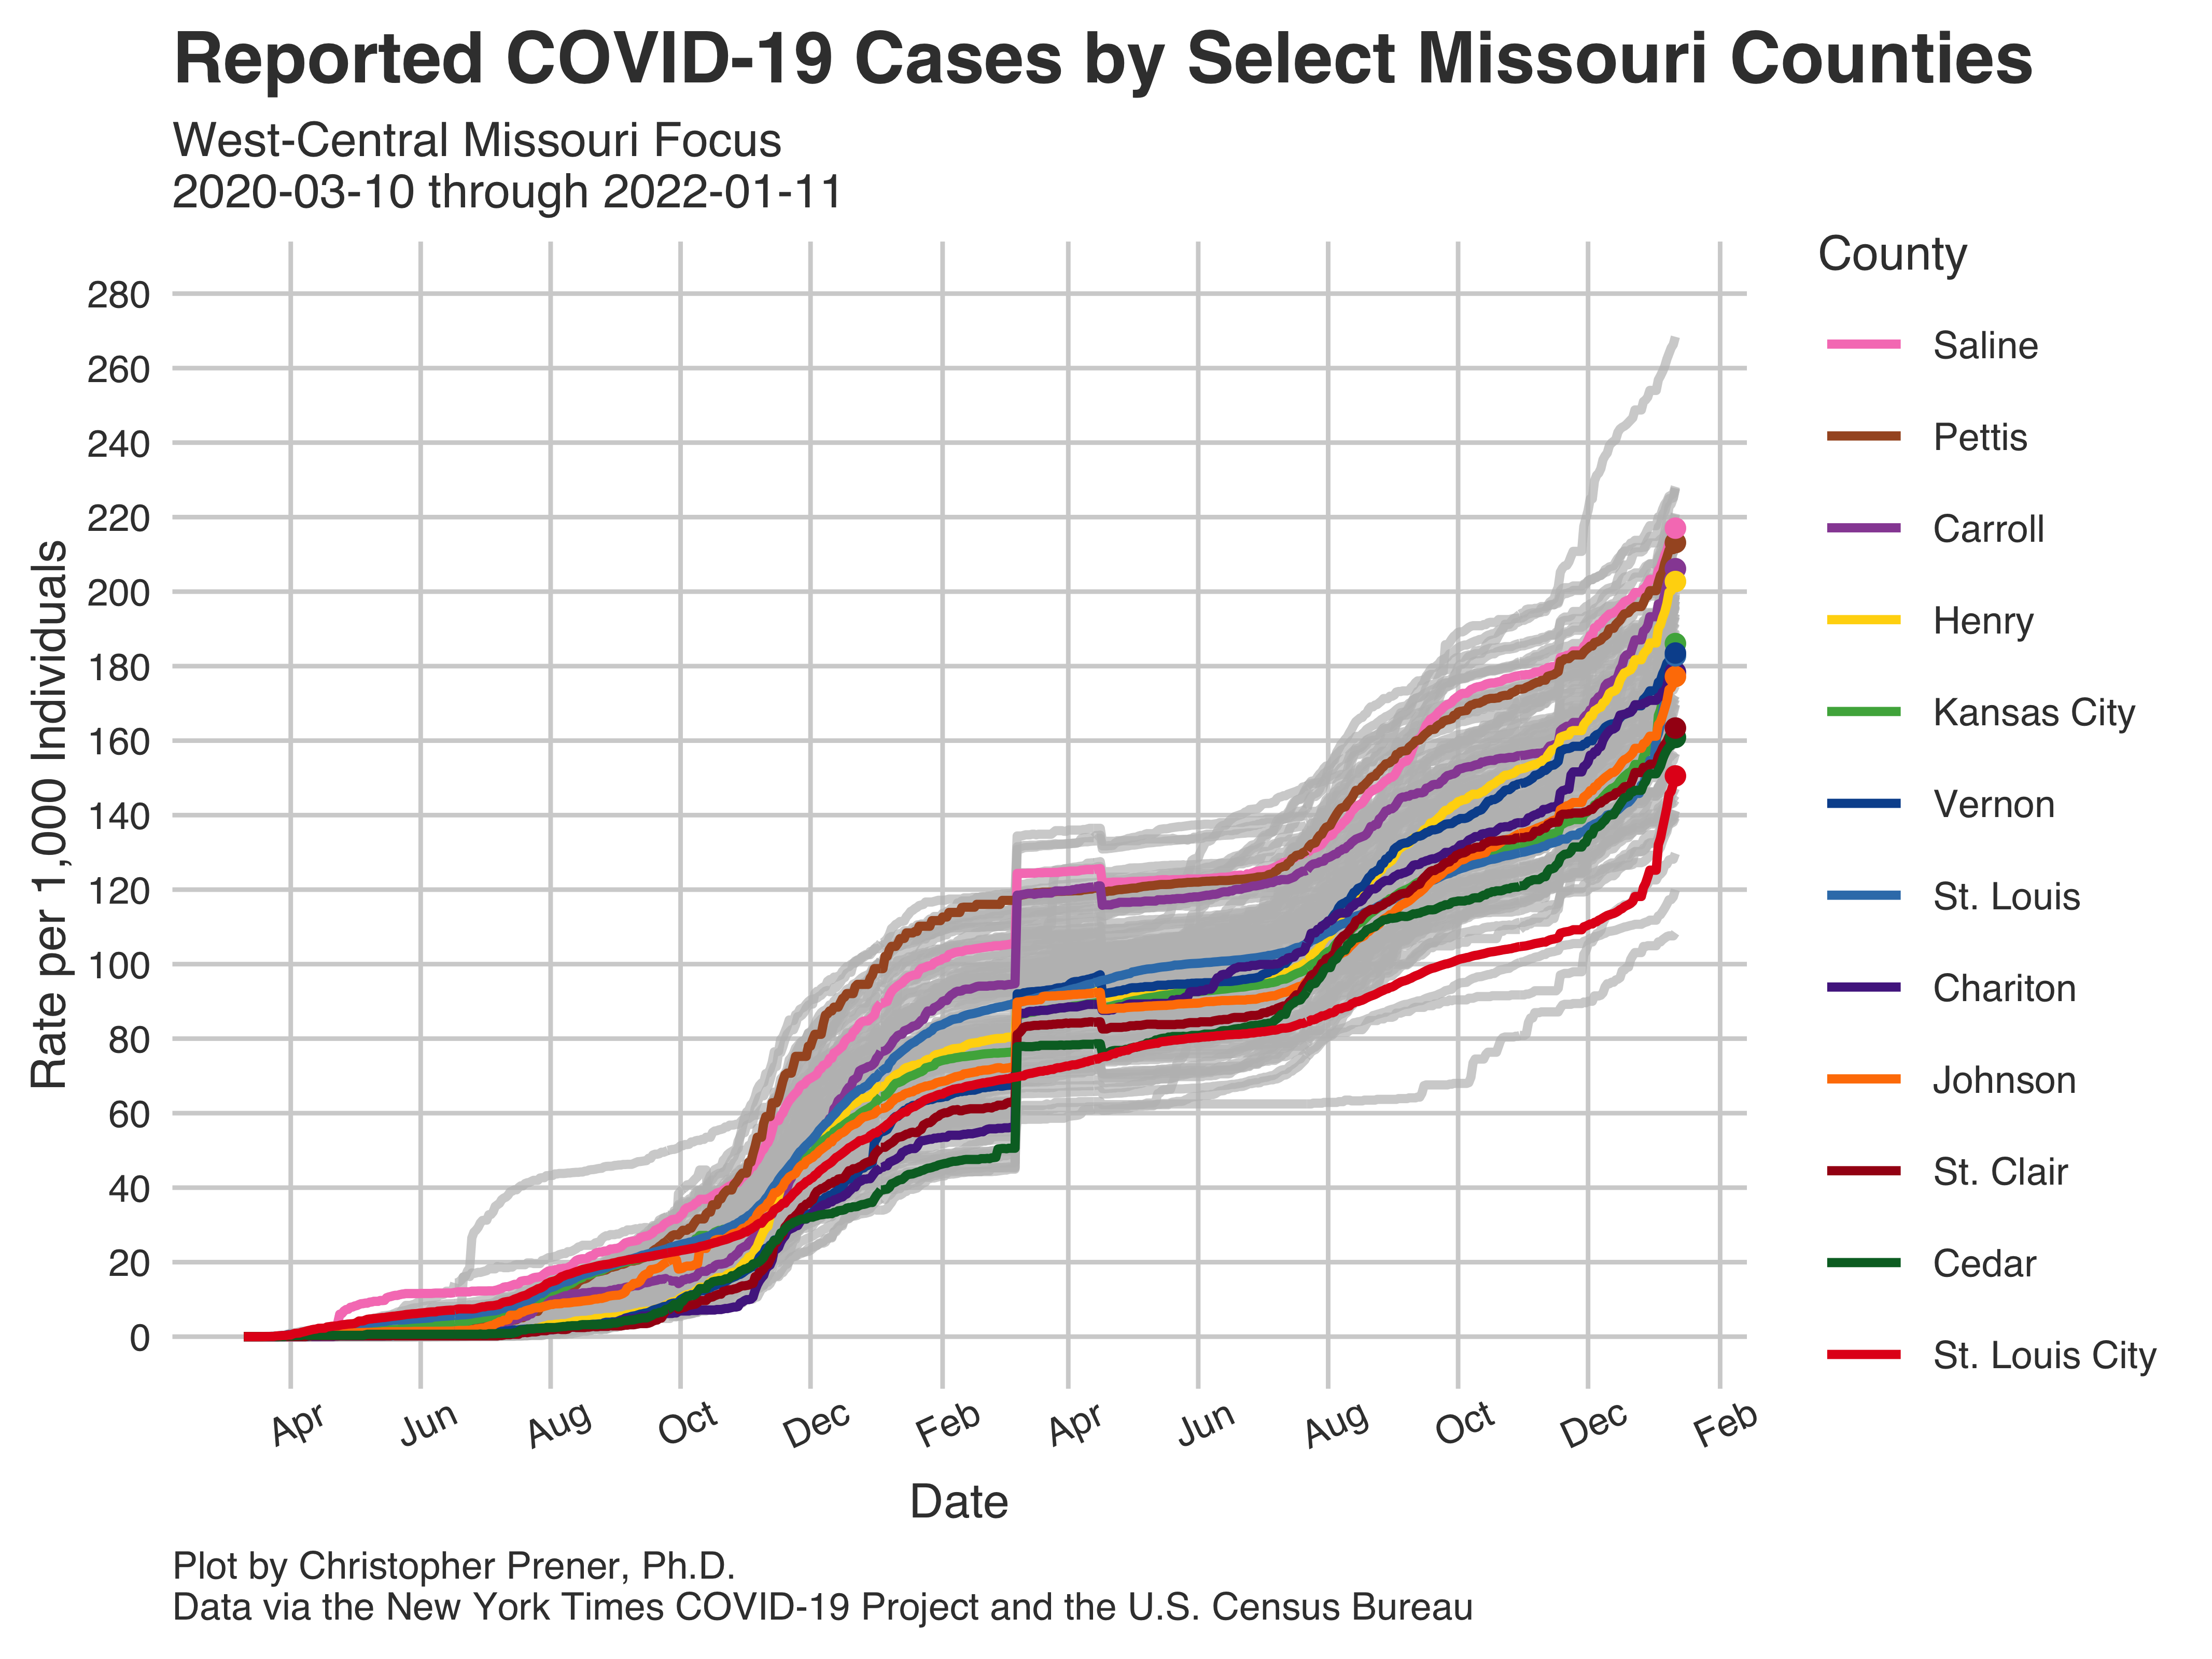 Reported COVID-19 Cases by Select Missouri Counties
West-Central Missouri Focus
2020-03-10 through 2022-01-11
County
Saline
Pettis
Carroll
Henry
Kansas City
Vernon
St. Louis
Chariton
Johnson
St. Clair
Cedar
St. Louis City
Rate per 1,000 Individuals
280
260
240
220
200
180
160
140
120
100
80
60
40
20
0
Apr
Jun
Aug
Oct
Dec
Feb
Apr
Jun
Aug
Oct
Dec
Feb
Date
Plot by Christopher Prener, Ph.D.
Data via the New York Times COVID-19 Project and the U.S. Census Bureau